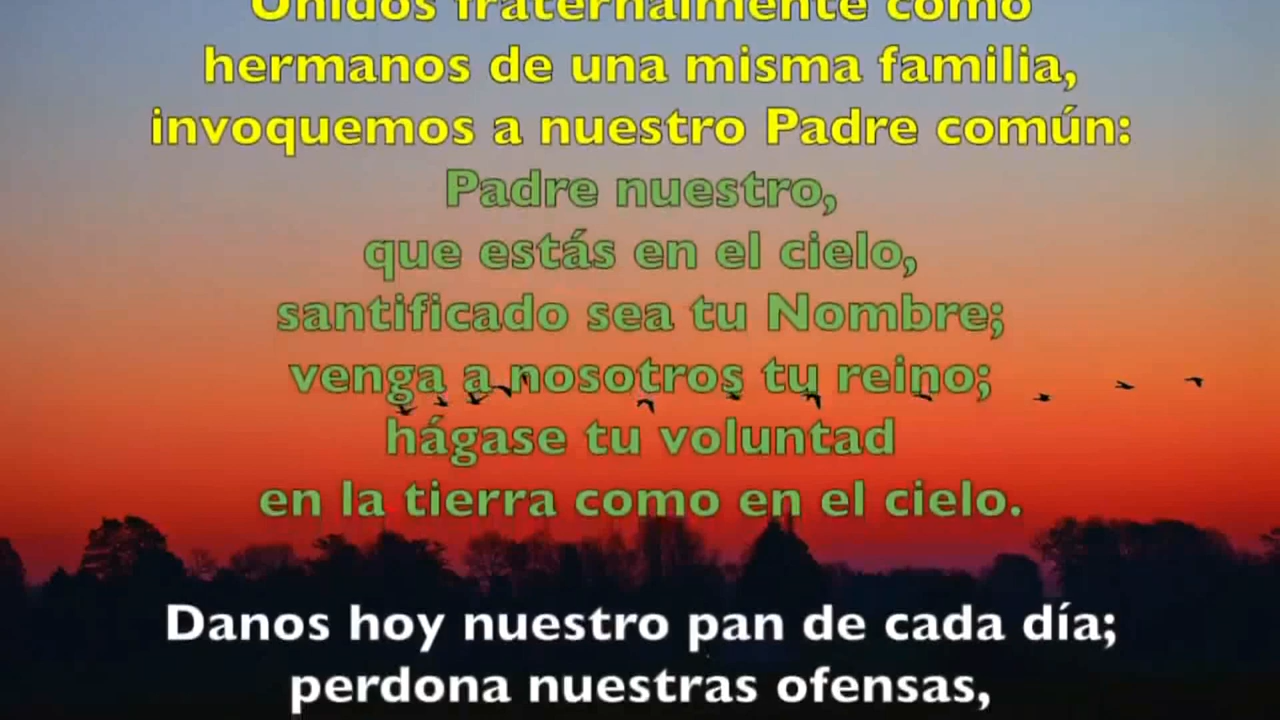 Unidos fraternalmente como
hermanos de una misma familia,
invoquemos a nuestro Padre común:
Padre nuestro,
que estás en el cielo,
santificado sea tu Nombre;
venga a nosotros tu reino;
hágase tu voluntad
en la tierra como en el cielo.
Danos hoy nuestro pan de cada día;
perdona nuestras ofensas,